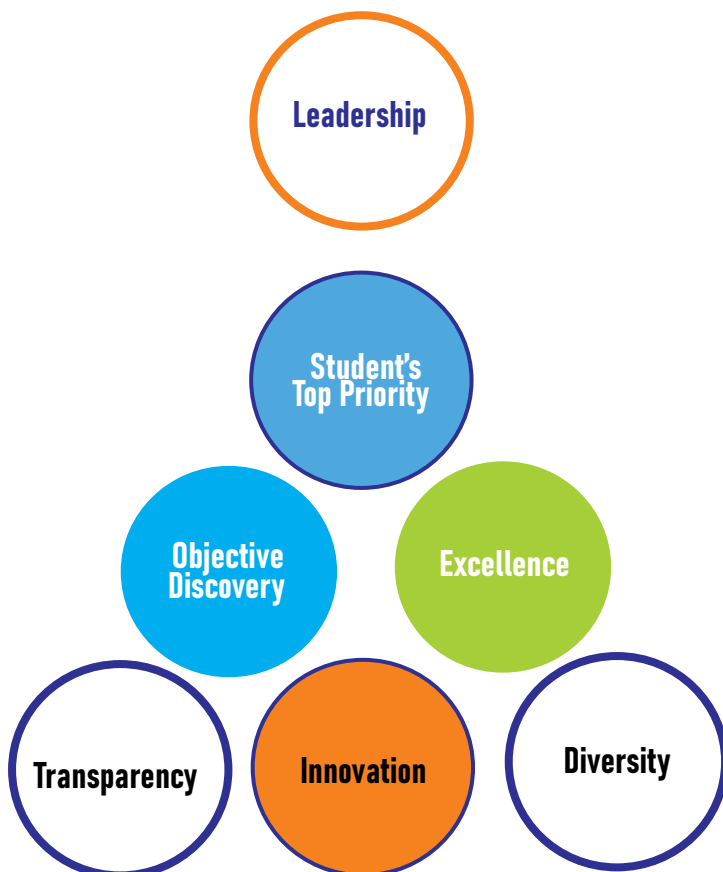 Leadership
Student’s
Top Priority
Objective
Discovery
Excellence
Transparency
Innovation
Diversity